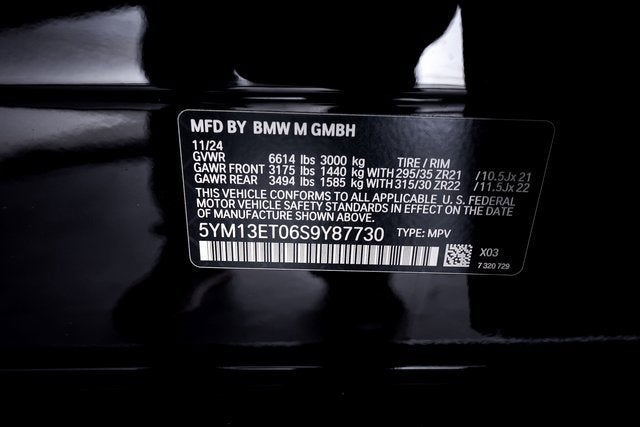 MFD BY BMW M GMBH
11/24
GVWR 6614 lbs 3000 kg TIRE / RIM
GAWR FRONT 3175 lbs 1440 kg WITH 295/35 ZR21 /10.5Jx 21
GAWR REAR 3494 lbs 1585 kg WITH 315/30 ZR22 /11.5Jx 22
THIS VEHICLE CONFORMS TO ALL APPLICABLE U. S. FEDERAL
MOTOR VEHICLE SAFETY STANDARDS IN EFFECT ON THE DATE
OF MANUFACTURE SHOWN ABOVE.
5YM13ET06S9Y87730 TYPE: MPV
X03
7 320 729